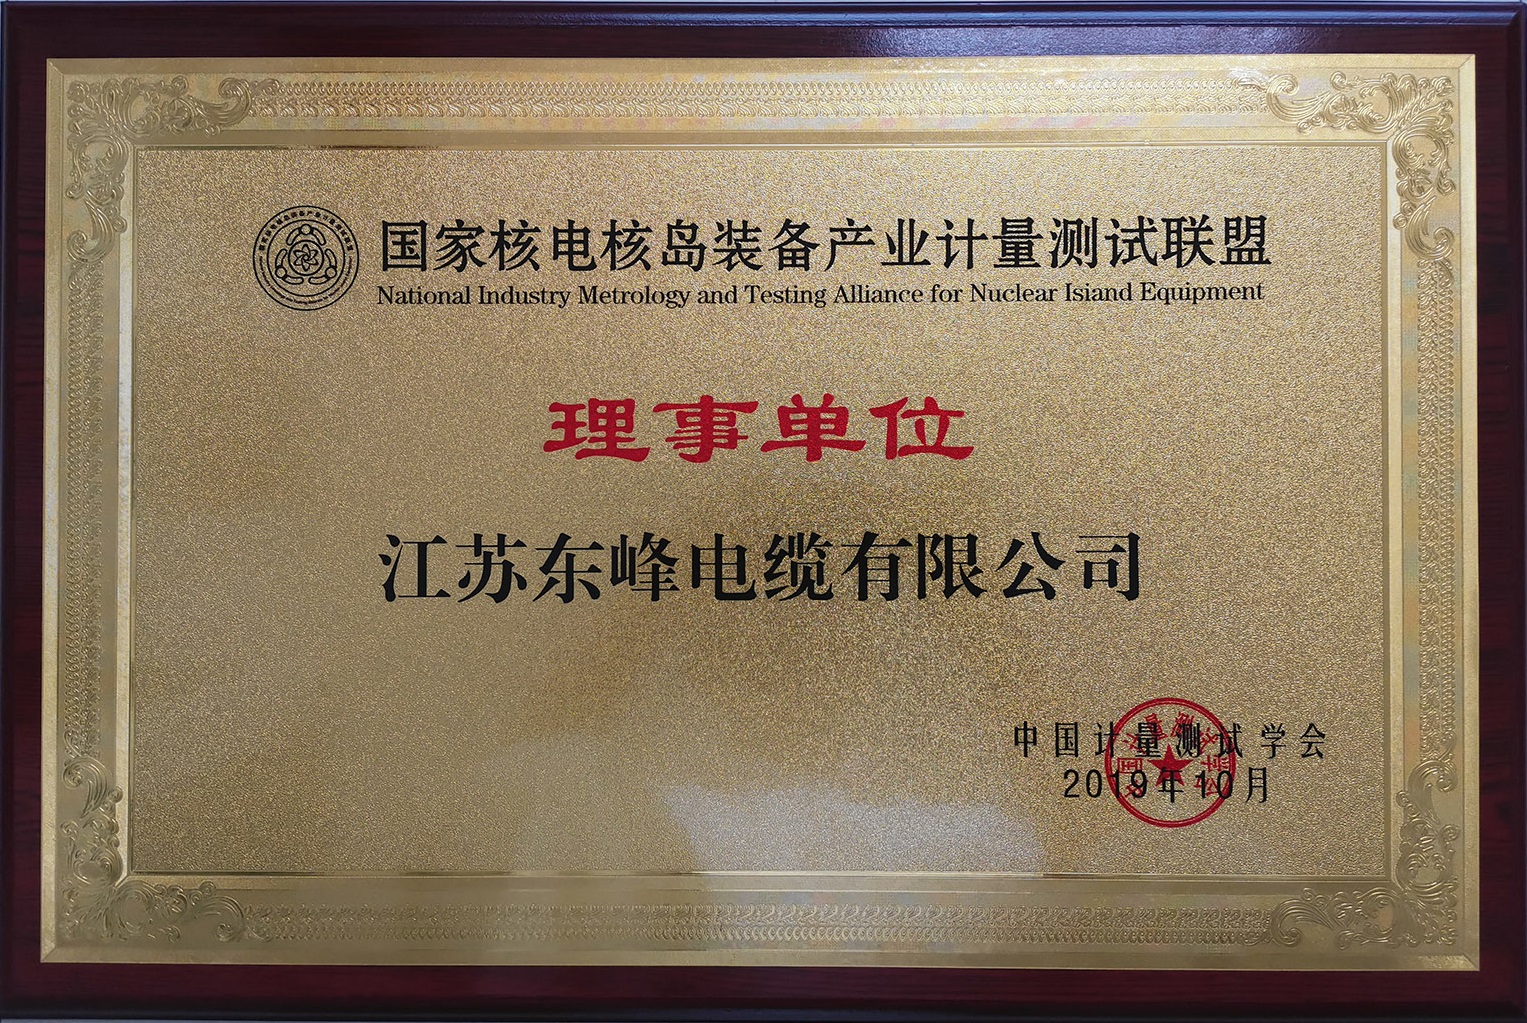 国家核电核岛装备产业计量测试联盟
National Industry Metrology and Testing Alliance for Nuclear Isiand Equipment
理事单位
江苏东峰电缆有限公司
中国计量测试学会
2019年10月